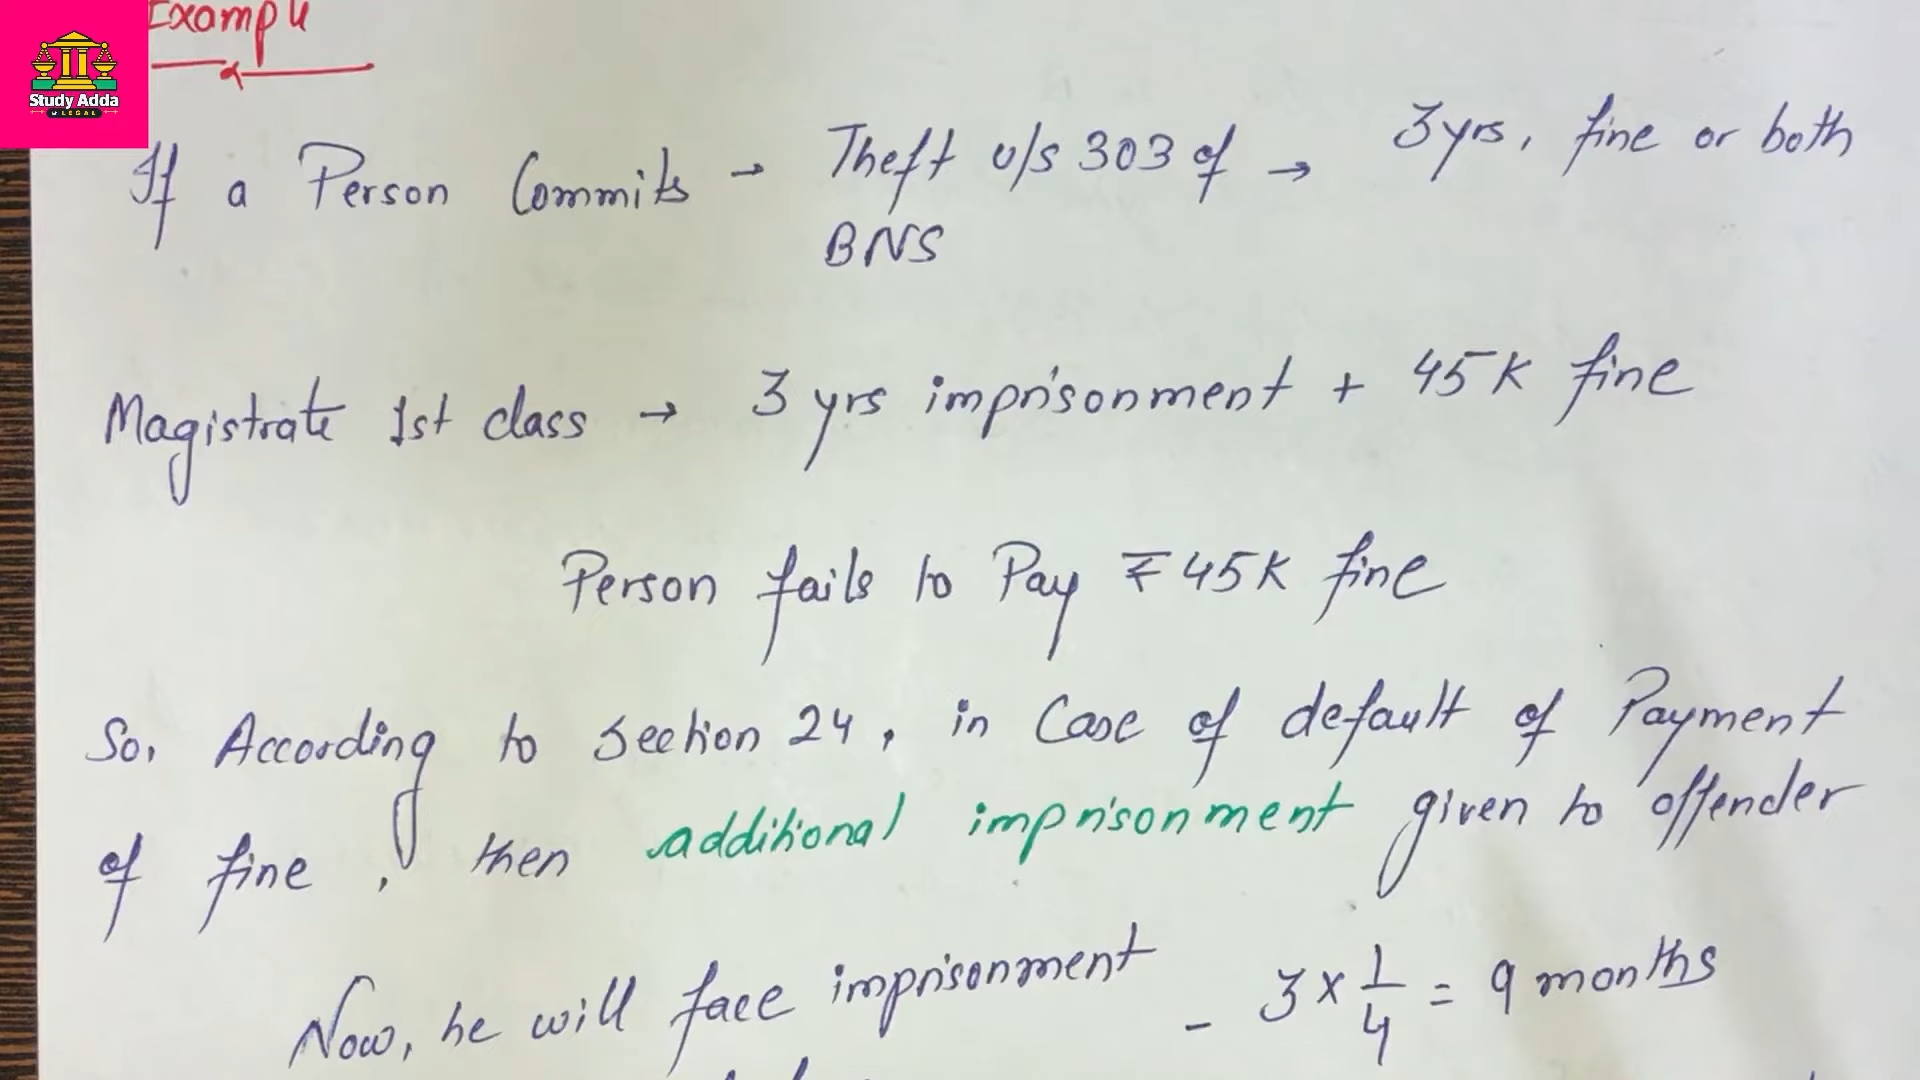 Example
Study Adda
LEGAL
If a Person Commits → Theft u/s 303 of → 3yrs, fine or both
BNS
Magistrate 1st class → 3 yrs imprisonment + 45K fine
Person fails to Pay ₹45K fine
So, According to Section 24, in Case of default of Payment
of fine, then additional imprisonment given to offender
Now, he will face imprisonment - 3 × 1/4 = 9 months